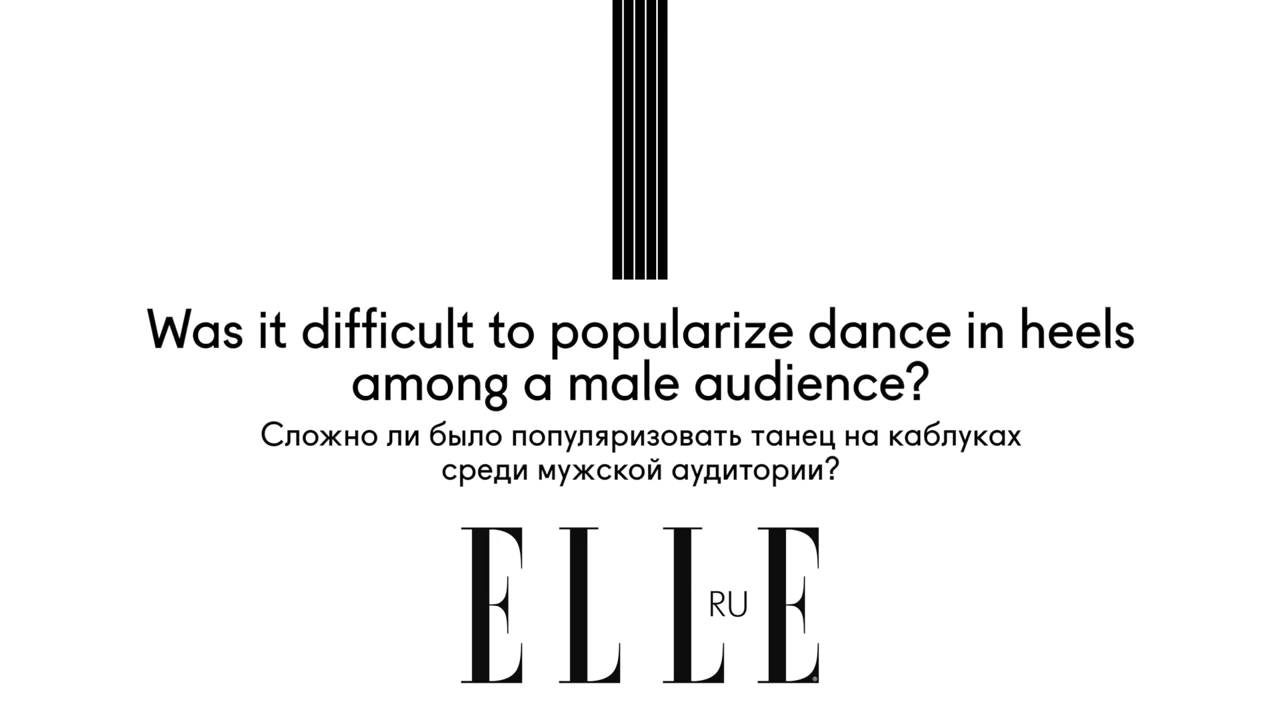 Was it difficult to popularize dance in heels
among a male audience?
Сложно ли было популяризовать танец на каблуках
среди мужской аудитории?
ELLE RU